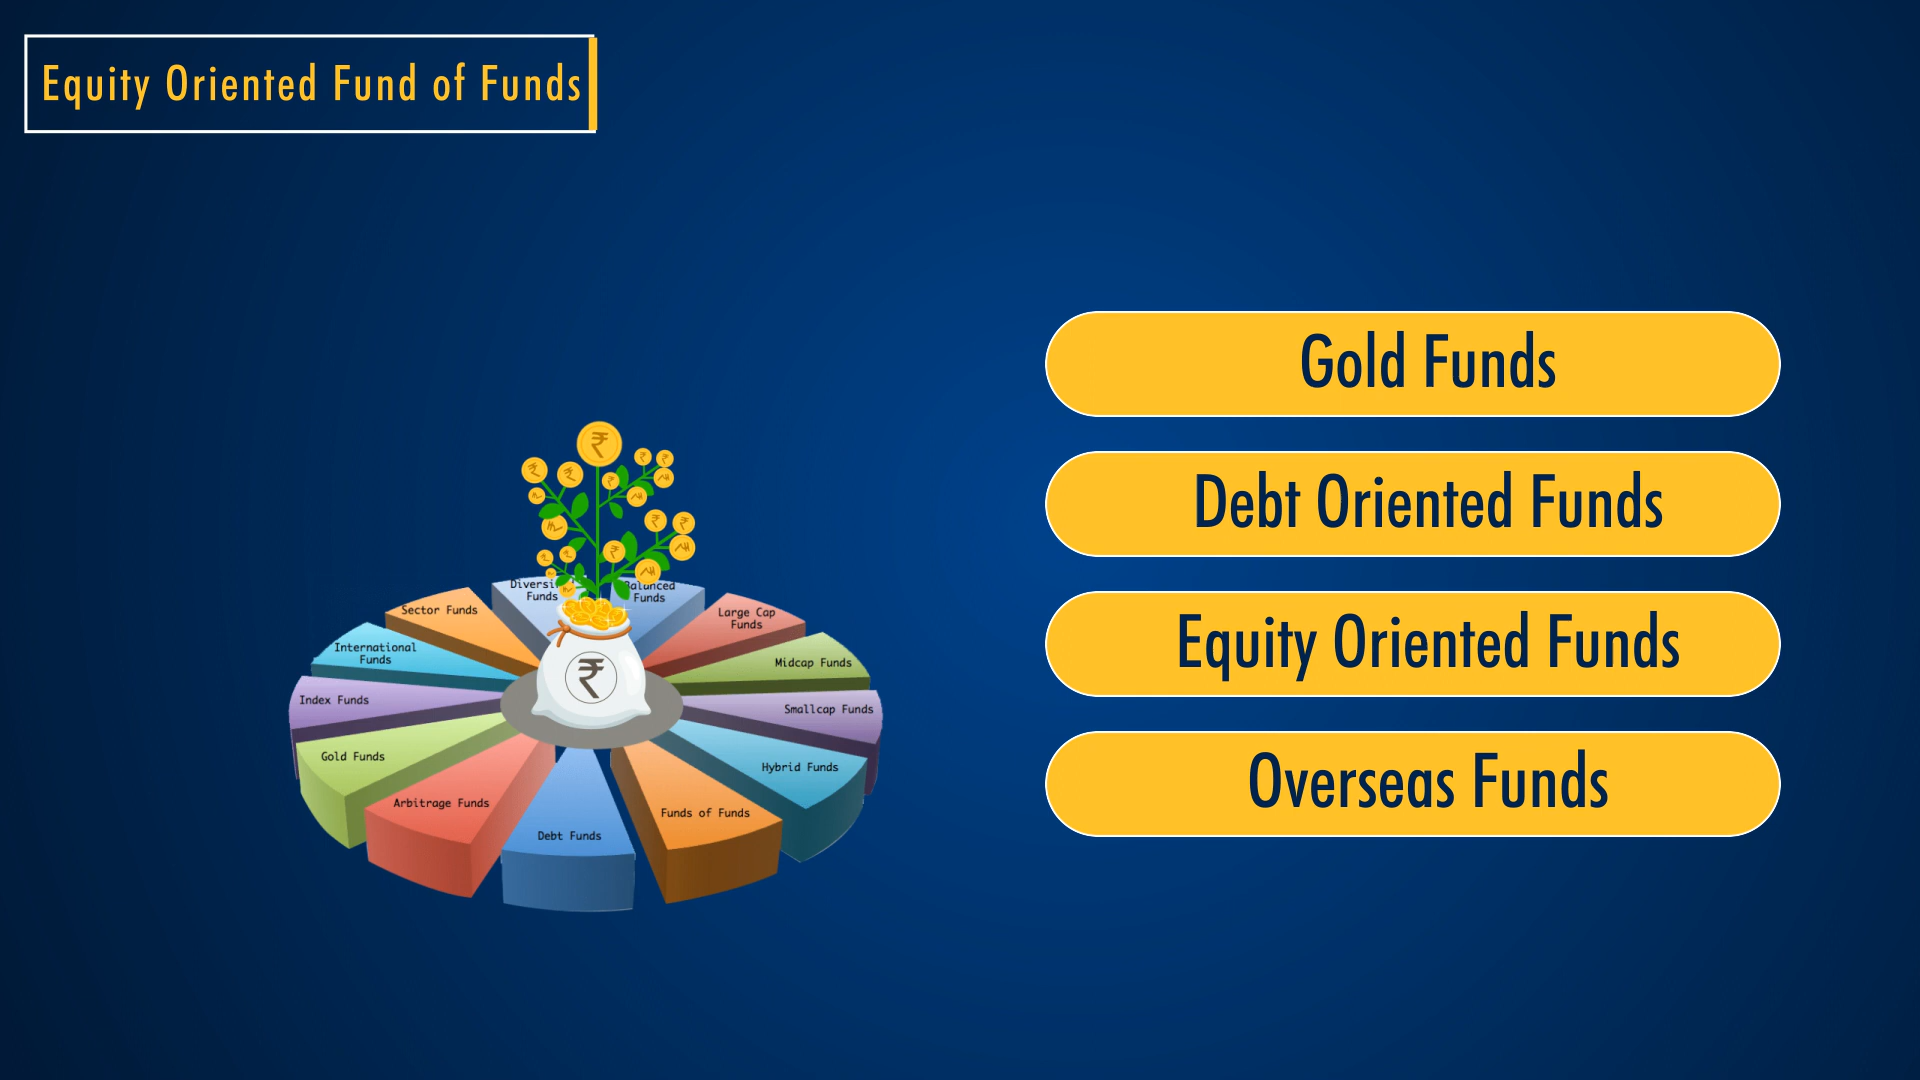 Equity Oriented Fund of Funds
Gold Funds
Debt Oriented Funds
Equity Oriented Funds
Overseas Funds
₹
Funds
Balanced
Funds
Large Cap
Funds
Midcap Funds
Smallcap Funds
Hybrid Funds
Funds of Funds
Debt Funds
Arbitrage Funds
Gold Funds
Index Funds
International
Funds
Sector Funds
₹